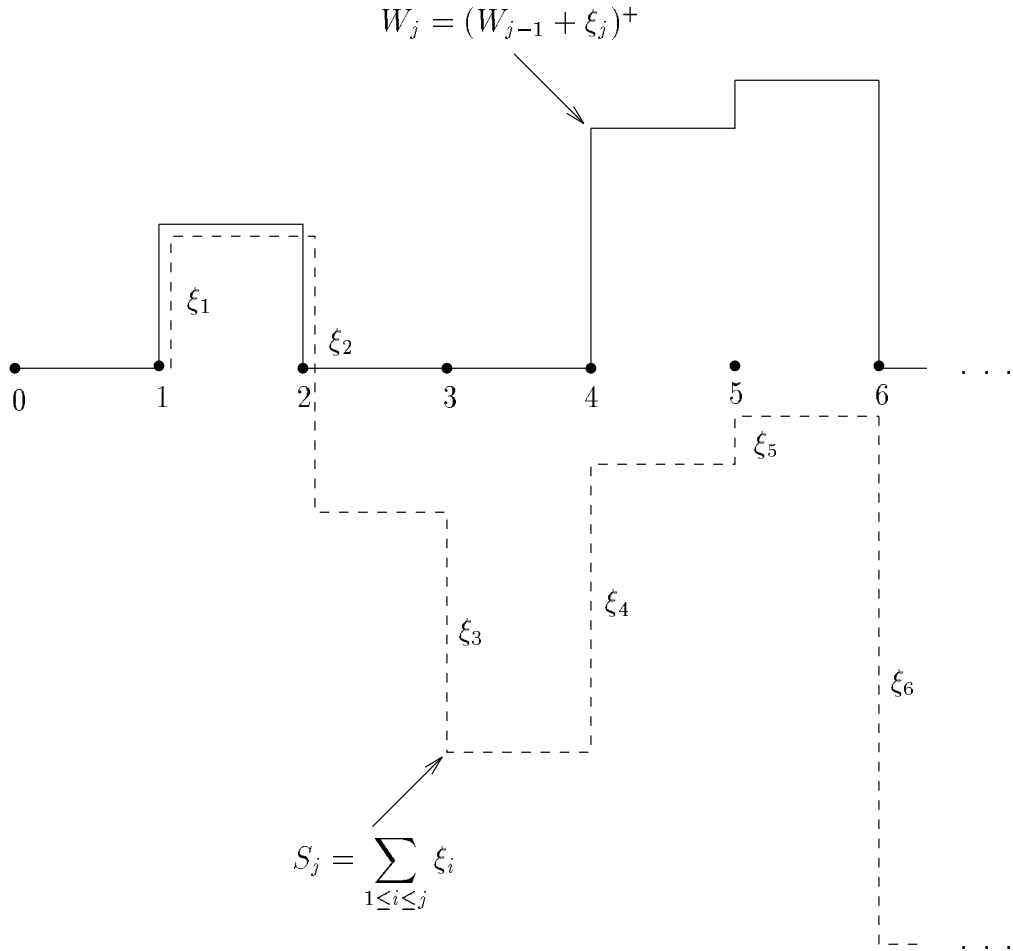 W_j = (W_{j−1} + ξ_j)^+
ξ_1
ξ_2
0 1 2 3 4 5 6 . . .
ξ_5
ξ_4
ξ_3
ξ_6
S_j = ∑_{1≤i≤j} ξ_i
. . .